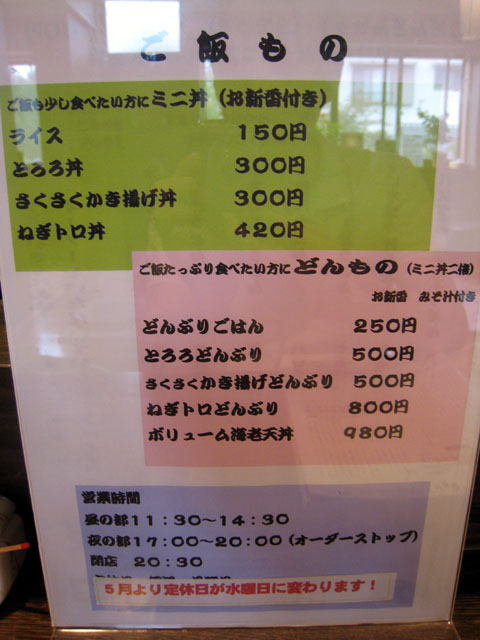 ご飯もの
ご飯も少し食べたい方にミニ丼（お新香付き）
ライス 150円
とろろ丼 300円
さくさくかき揚げ丼 300円
ねぎトロ丼 420円
ご飯たっぷり食べたい方にどんもの（ミニ丼二倍）
お新香 みそ汁付き
どんぶりごはん 250円
とろろどんぶり 500円
さくさくかき揚げどんぶり 500円
ねぎトロどんぶり 800円
ボリューム海老天丼 980円
営業時間
昼の部11：30〜14：30
夜の部17：00〜20：00（オーダーストップ）
閉店 20：30
5月より定休日が水曜日に変わります！